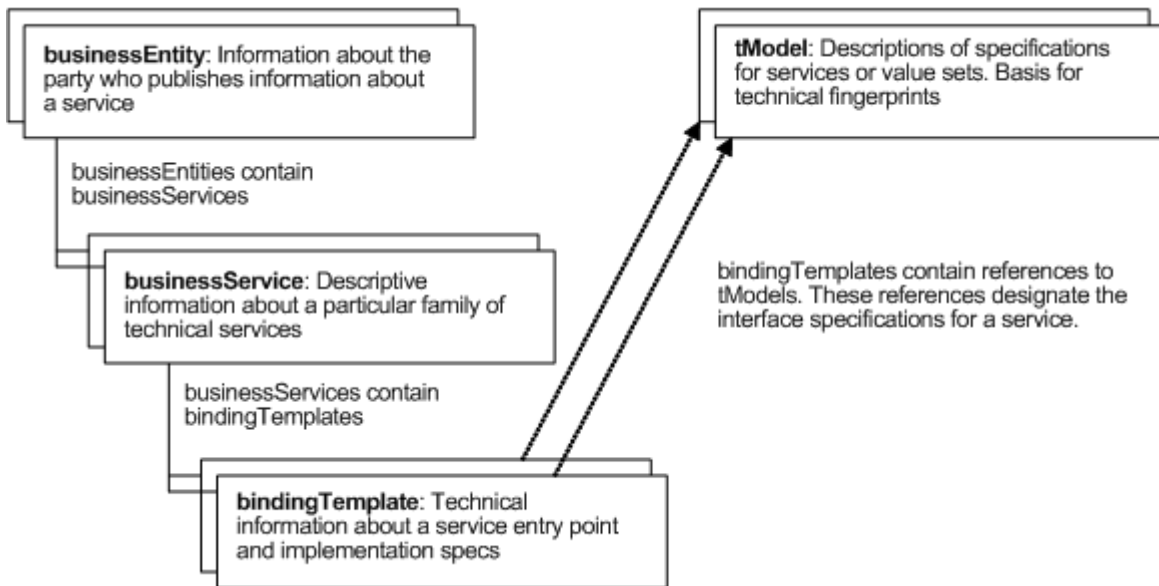 businessEntity: Information about the
party who publishes information about
a service
tModel: Descriptions of specifications
for services or value sets. Basis for
technical fingerprints
businessEntities contain
businessServices
businessService: Descriptive
information about a particular family of
technical services
bindingTemplates contain references to
tModels. These references designate the
interface specifications for a service.
businessServices contain
bindingTemplates
bindingTemplate: Technical
information about a service entry point
and implementation specs